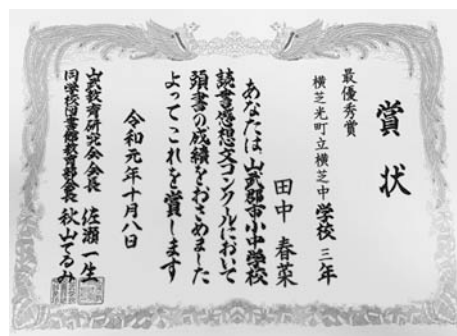 賞状
最優秀賞
横芝光町立横芝中学校 三年
田中 春菜
あなたは、山武郡市小中学校
読書感想文コンクールにおいて
頭書の成績をおさめました
よってこれを賞します
令和元年十月八日
山武教育研究会会長 佐瀬一生
同学校図書館教育部会長 秋山てるみ